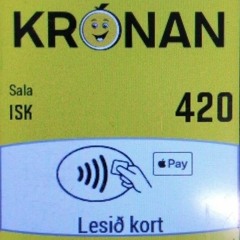 KRÓNAN
Sala
ISK 420
Pay
Lesið kort